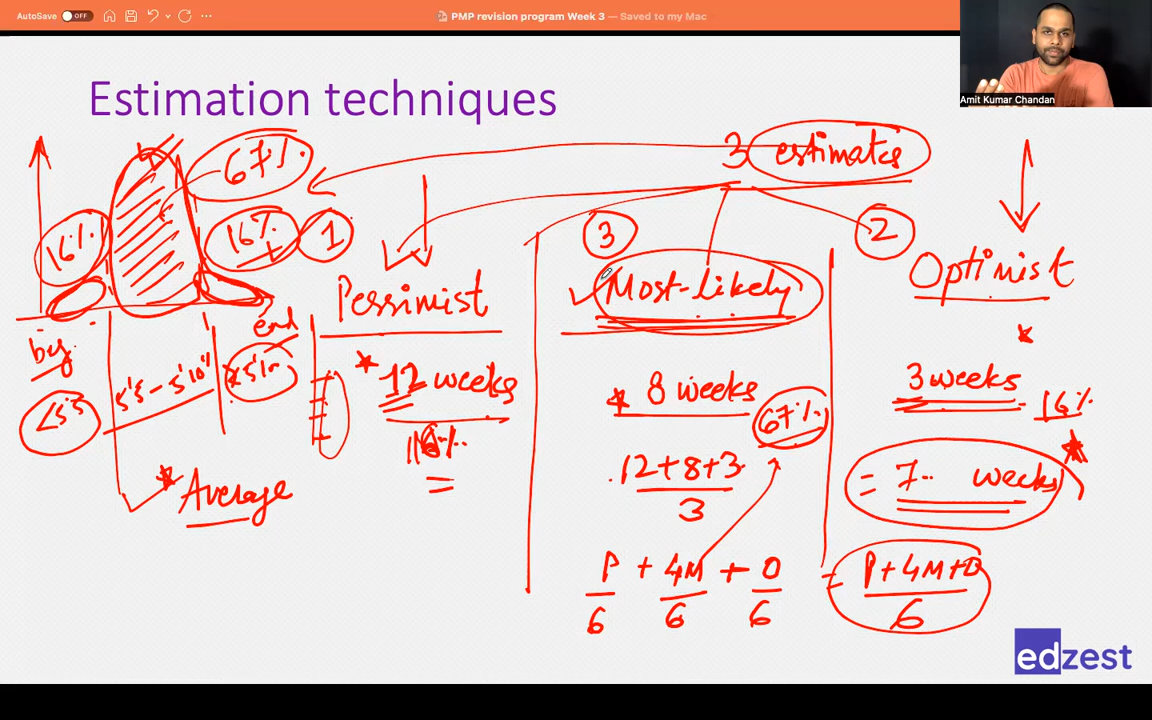 AutoSave OFF
PMP revision program Week 3 — Saved to my Mac
Amit Kumar Chandan
Estimation techniques
3 estimates
67%
16%
16%
1
3
2
Pessimist
Most-likely
Optimist
beg
end
<5'5
5'5 - 5'10"
Average
12 weeks
16%
8 weeks
67%
3 weeks
16%
12+8+3
3
= 7.. weeks
P + 4M + O
6 6 6
= P+4M+O
6
edzest